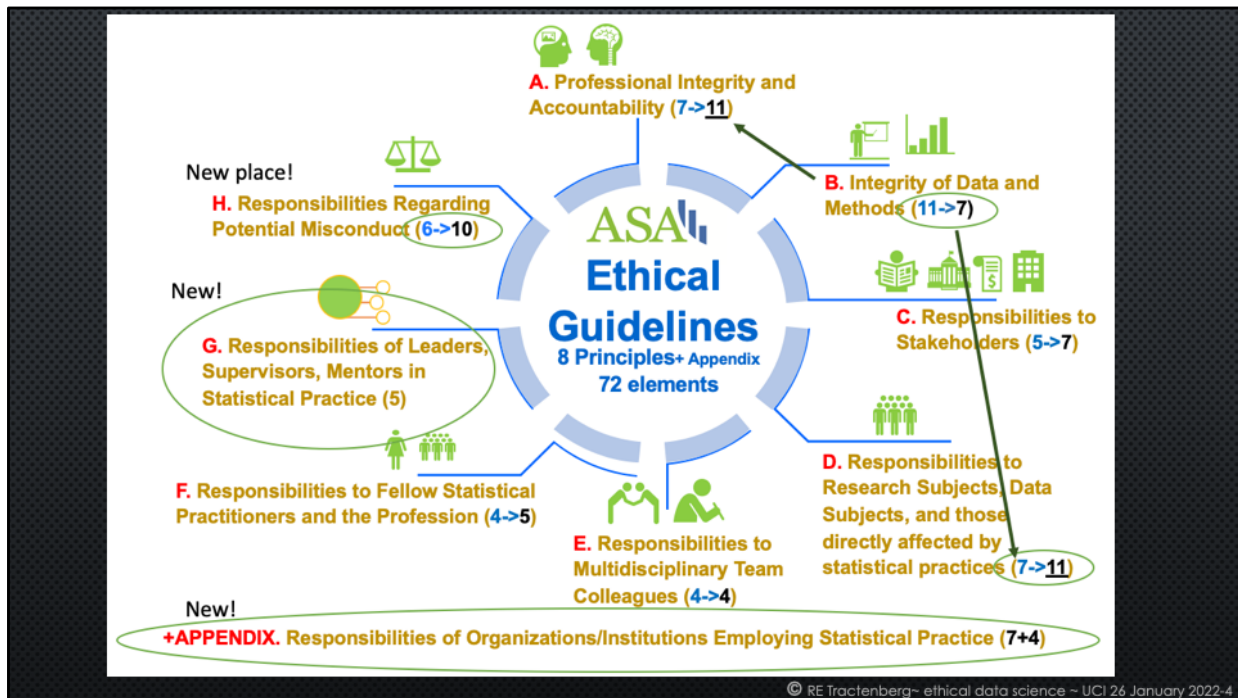 A. Professional Integrity and
Accountability (7->11)
B. Integrity of Data and
Methods (11->7)
C. Responsibilities to
Stakeholders (5->7)
D. Responsibilities to
Research Subjects, Data
Subjects, and those
directly affected by
statistical practices (7->11)
E. Responsibilities to
Multidisciplinary Team
Colleagues (4->4)
F. Responsibilities to Fellow Statistical
Practitioners and the Profession (4->5)
New!
G. Responsibilities of Leaders,
Supervisors, Mentors in
Statistical Practice (5)
New place!
H. Responsibilities Regarding
Potential Misconduct (6->10)
ASA
Ethical
Guidelines
8 Principles+ Appendix
72 elements
New!
+APPENDIX. Responsibilities of Organizations/Institutions Employing Statistical Practice (7+4)
© RE Tractenberg~ ethical data science ~ UCI 26 January 2022-4
$